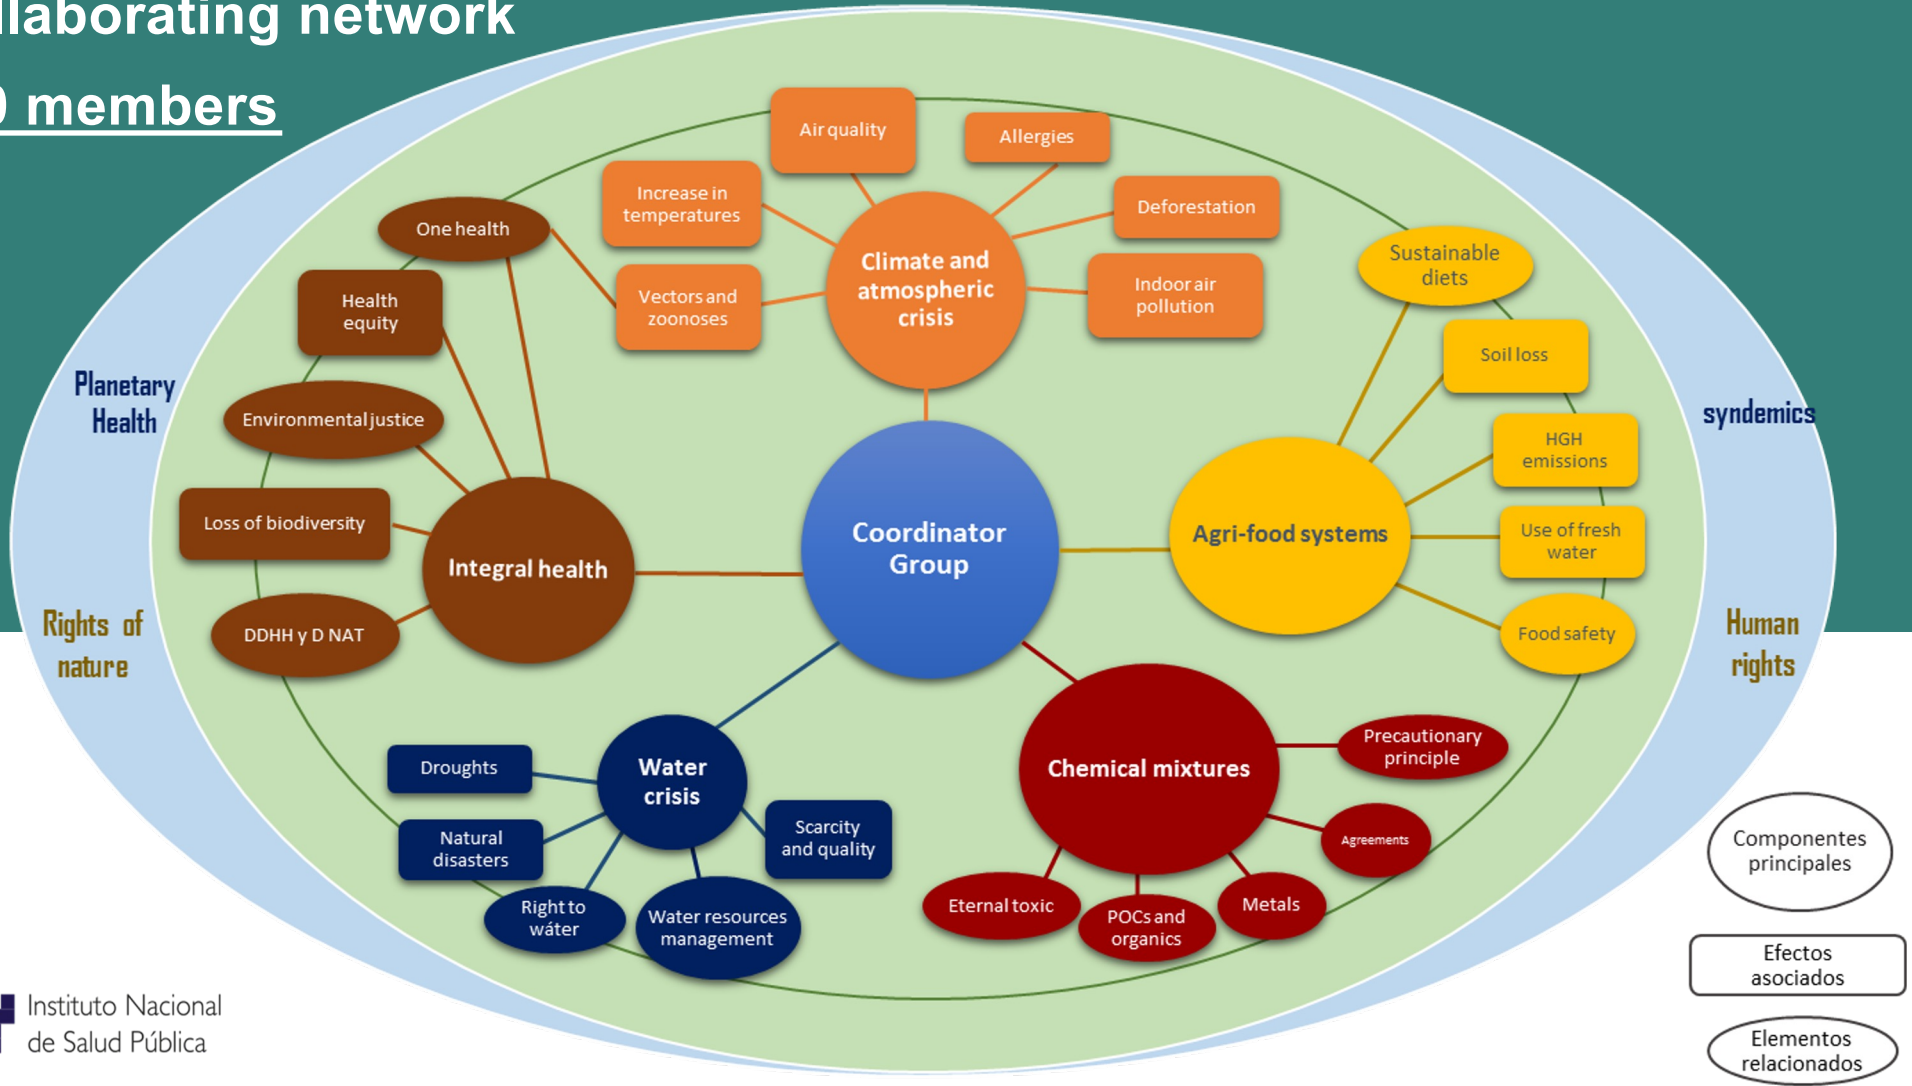 llaborating network
members
Air quality
Allergies
Increase in
temperatures
Deforestation
One health
Climate and
atmospheric
crisis
Sustainable
diets
Vectors and
zoonoses
Indoor air
pollution
Health
equity
Soil loss
Planetary
Health
Environmental justice
syndemics
HGH
emissions
Loss of biodiversity
Coordinator
Group
Agri-food systems
Use of fresh
water
Integral health
DDHH y D NAT
Food safety
Rights of
nature
Human
rights
Droughts
Water
crisis
Chemical mixtures
Precautionary
principle
Natural
disasters
Scarcity
and quality
Agreements
Right to
wáter
Water resources
management
Eternal toxic
POCs and
organics
Metals
Componentes
principales
Efectos
asociados
Elementos
relacionados
Instituto Nacional
de Salud Pública